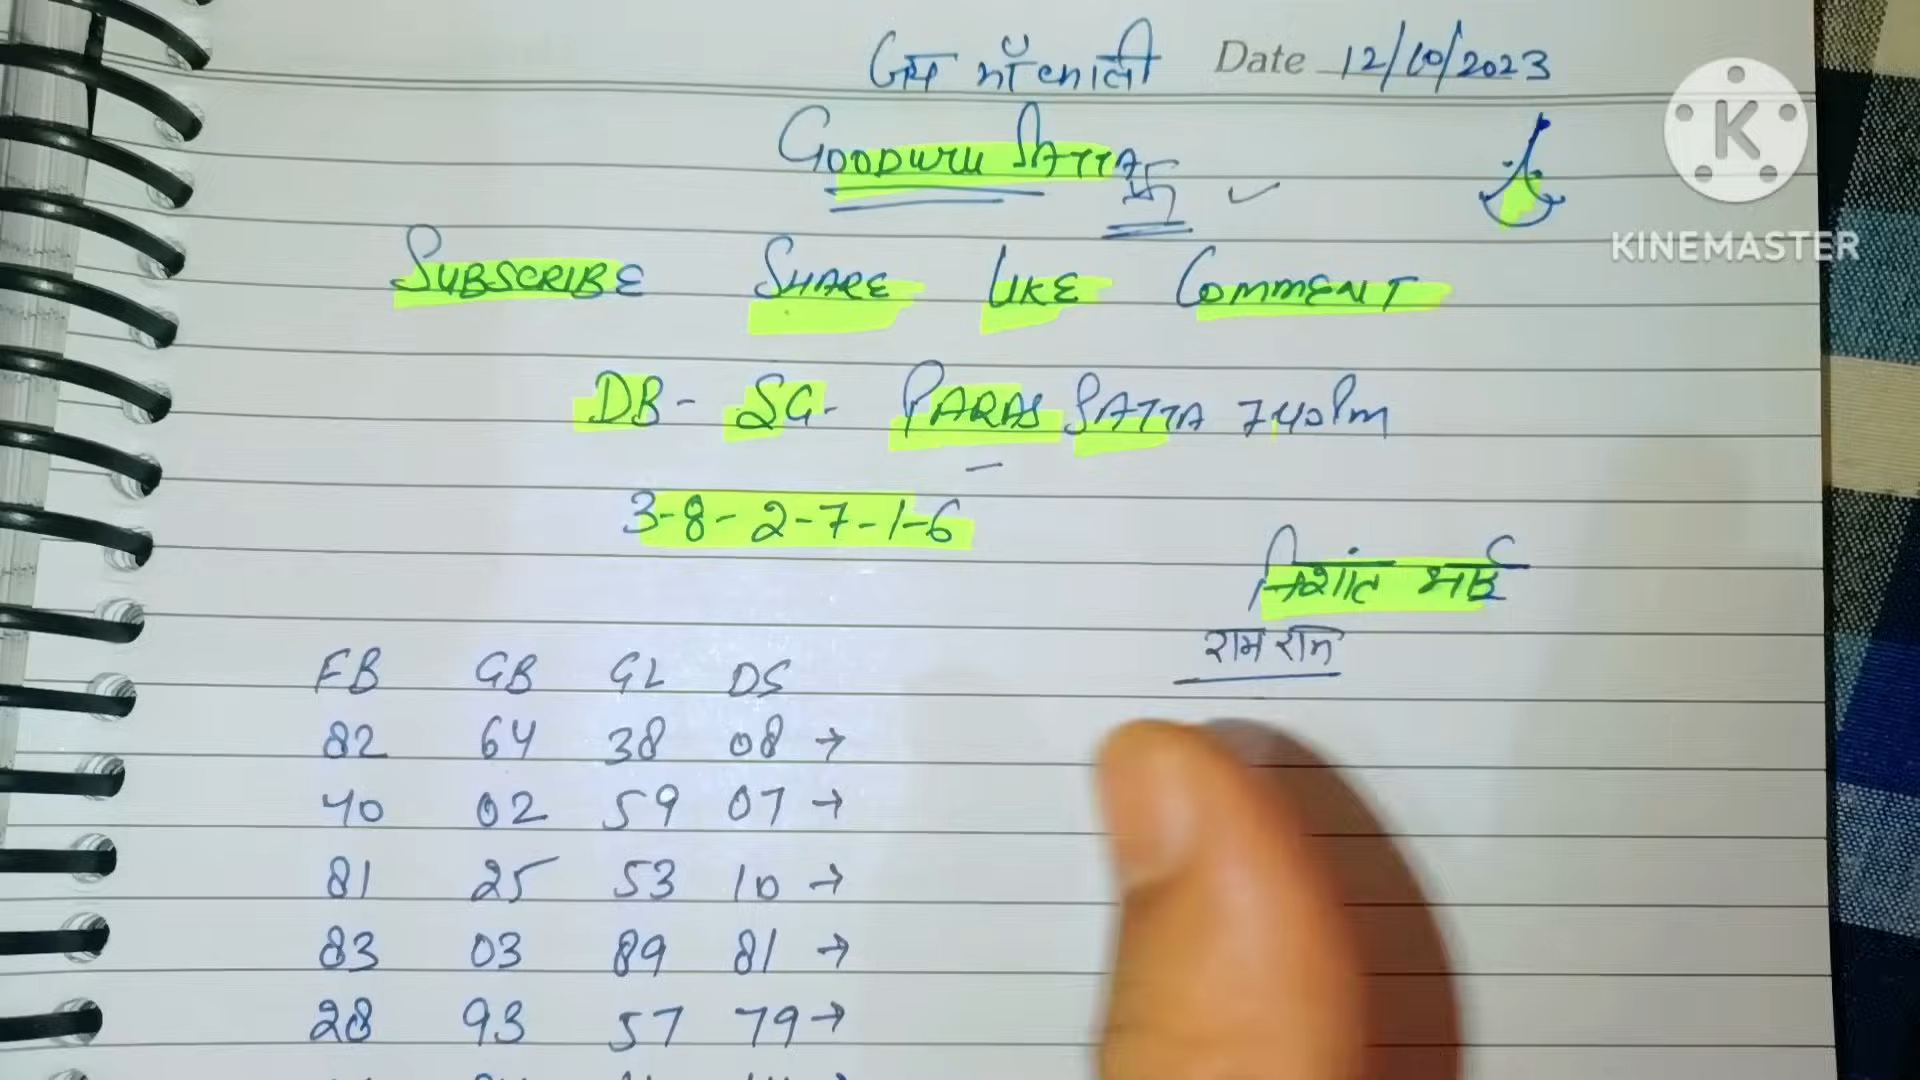 जय माँ काली Date 12/10/2023
GOODWILL SATTA
K
KINEMASTER
SUBSCRIBE SHARE LIKE COMMENT
DB- SG- PARAS SATTA 740Pm
3-8-2-7-1-6
निशांत भाई
राम राम
FB GB GL DS
82 64 38 08 →
40 02 59 07 →
81 25 53 10 →
83 03 89 81 →
28 93 57 79 →